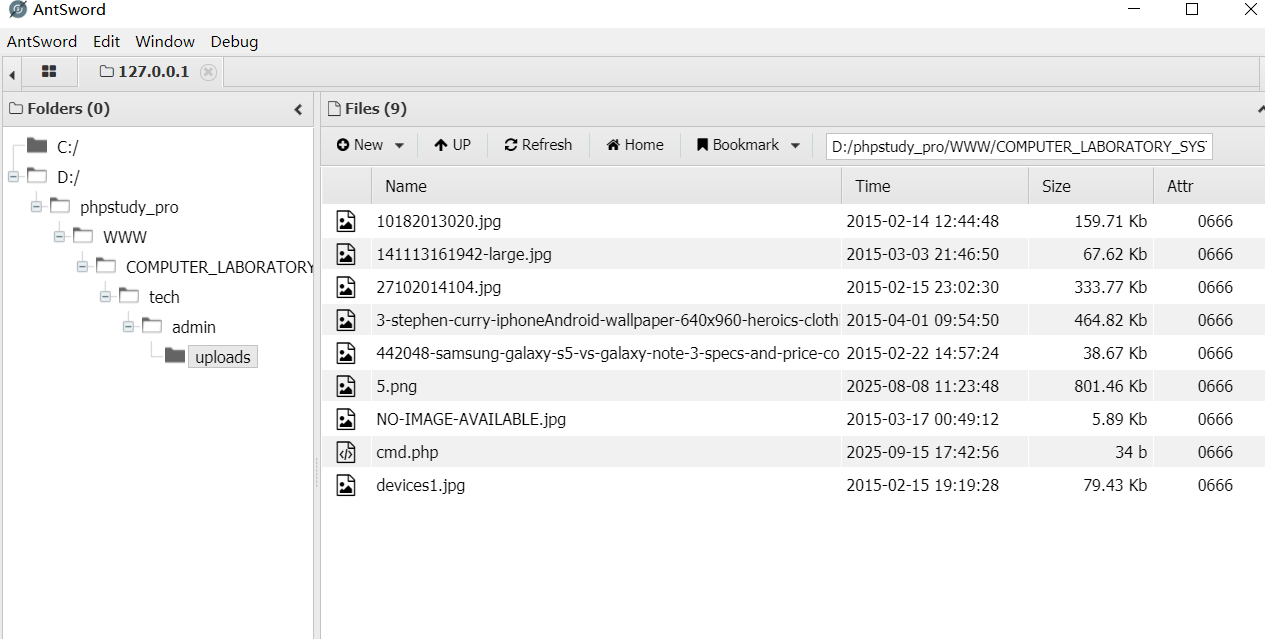 AntSword
AntSword Edit Window Debug
127.0.0.1
Folders (0)
C:/
D:/
phpstudy_pro
WWW
COMPUTER_LABORATORY
tech
admin
uploads
Files (9)
New UP Refresh Home Bookmark D:/phpstudy_pro/WWW/COMPUTER_LABORATORY_SYS
Name Time Size Attr
10182013020.jpg 2015-02-14 12:44:48 159.71 Kb 0666
141113161942-large.jpg 2015-03-03 21:46:50 67.62 Kb 0666
27102014104.jpg 2015-02-15 23:02:30 333.77 Kb 0666
3-stephen-curry-iphoneAndroid-wallpaper-640x960-heroics-cloth 2015-04-01 09:54:50 464.82 Kb 0666
442048-samsung-galaxy-s5-vs-galaxy-note-3-specs-and-price-co 2015-02-22 14:57:24 38.67 Kb 0666
5.png 2025-08-08 11:23:48 801.46 Kb 0666
NO-IMAGE-AVAILABLE.jpg 2015-03-17 00:49:12 5.89 Kb 0666
cmd.php 2025-09-15 17:42:56 34 b 0666
devices1.jpg 2015-02-15 19:19:28 79.43 Kb 0666